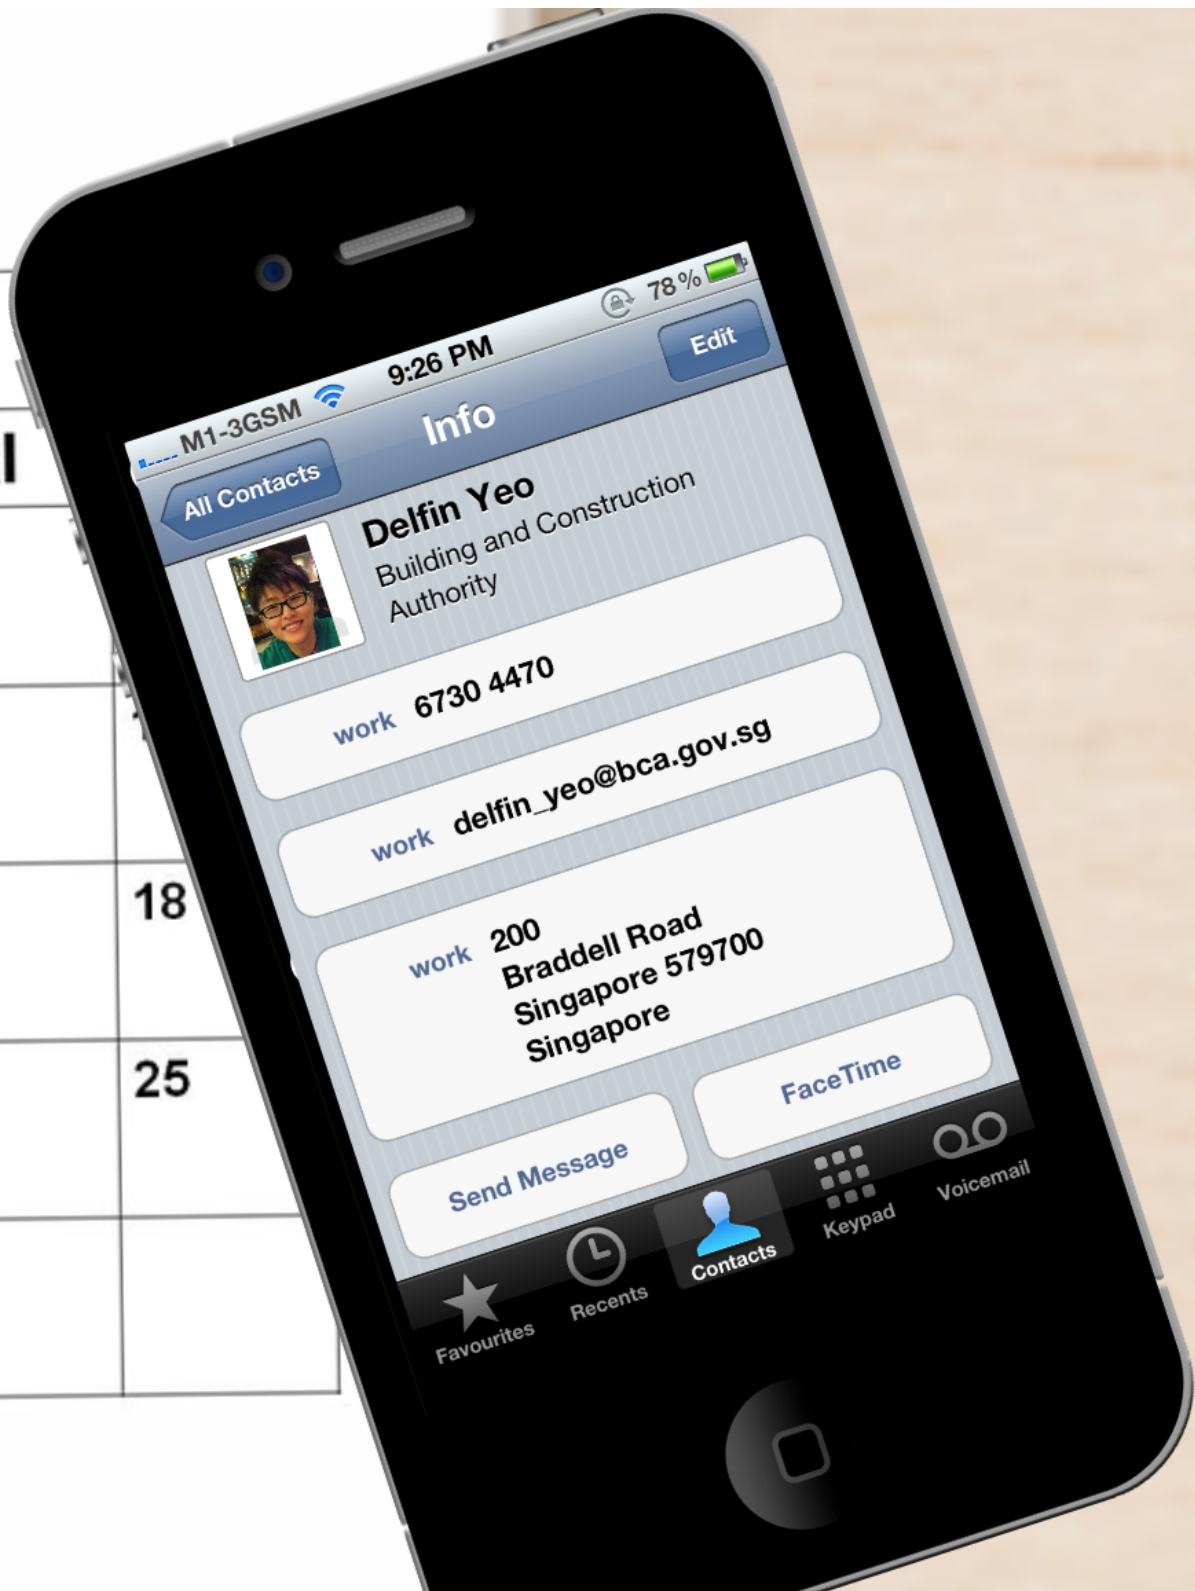 M1-3GSM 9:26 PM 78%
All Contacts Info Edit
Delfin Yeo
Building and Construction
Authority
work 6730 4470
work delfin_yeo@bca.gov.sg
work 200
Braddell Road
Singapore 579700
Singapore
Send Message FaceTime
Favourites Recents Contacts Keypad Voicemail
18
25